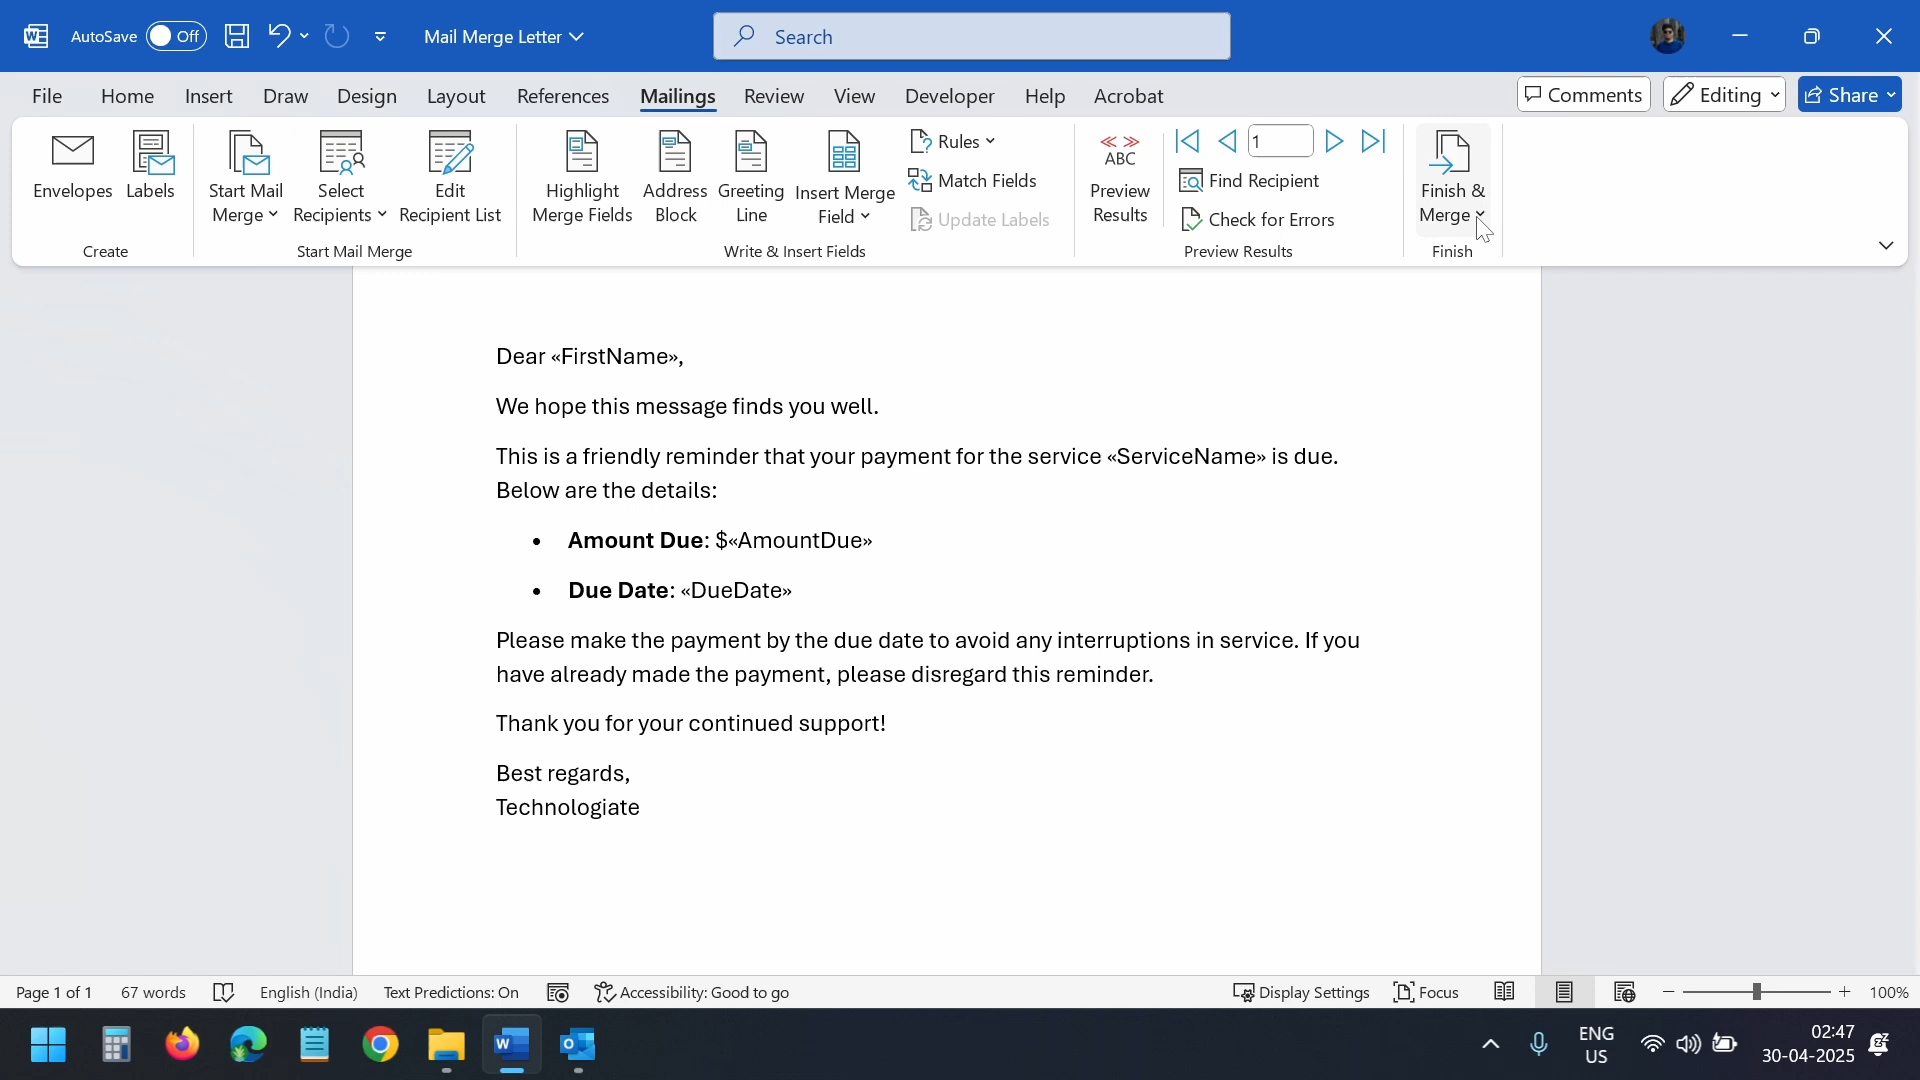 AutoSave Off Mail Merge Letter Search
File Home Insert Draw Design Layout References Mailings Review View Developer Help Acrobat Comments Editing Share
Envelopes
Labels
Create
Start Mail
Merge
Select
Recipients
Edit
Recipient List
Start Mail Merge
Highlight
Merge Fields
Address
Block
Greeting
Line
Insert Merge
Field
Rules
Match Fields
Update Labels
Write & Insert Fields
ABC
Preview
Results
1
Find Recipient
Check for Errors
Preview Results
Finish &
Merge
Finish
Dear «FirstName»,
We hope this message finds you well.
This is a friendly reminder that your payment for the service «ServiceName» is due.
Below are the details:
• Amount Due: $«AmountDue»
• Due Date: «DueDate»
Please make the payment by the due date to avoid any interruptions in service. If you
have already made the payment, please disregard this reminder.
Thank you for your continued support!
Best regards,
Technologiate
Page 1 of 1 67 words English (India) Text Predictions: On Accessibility: Good to go Display Settings Focus 100%
ENG
US
02:47
30-04-2025